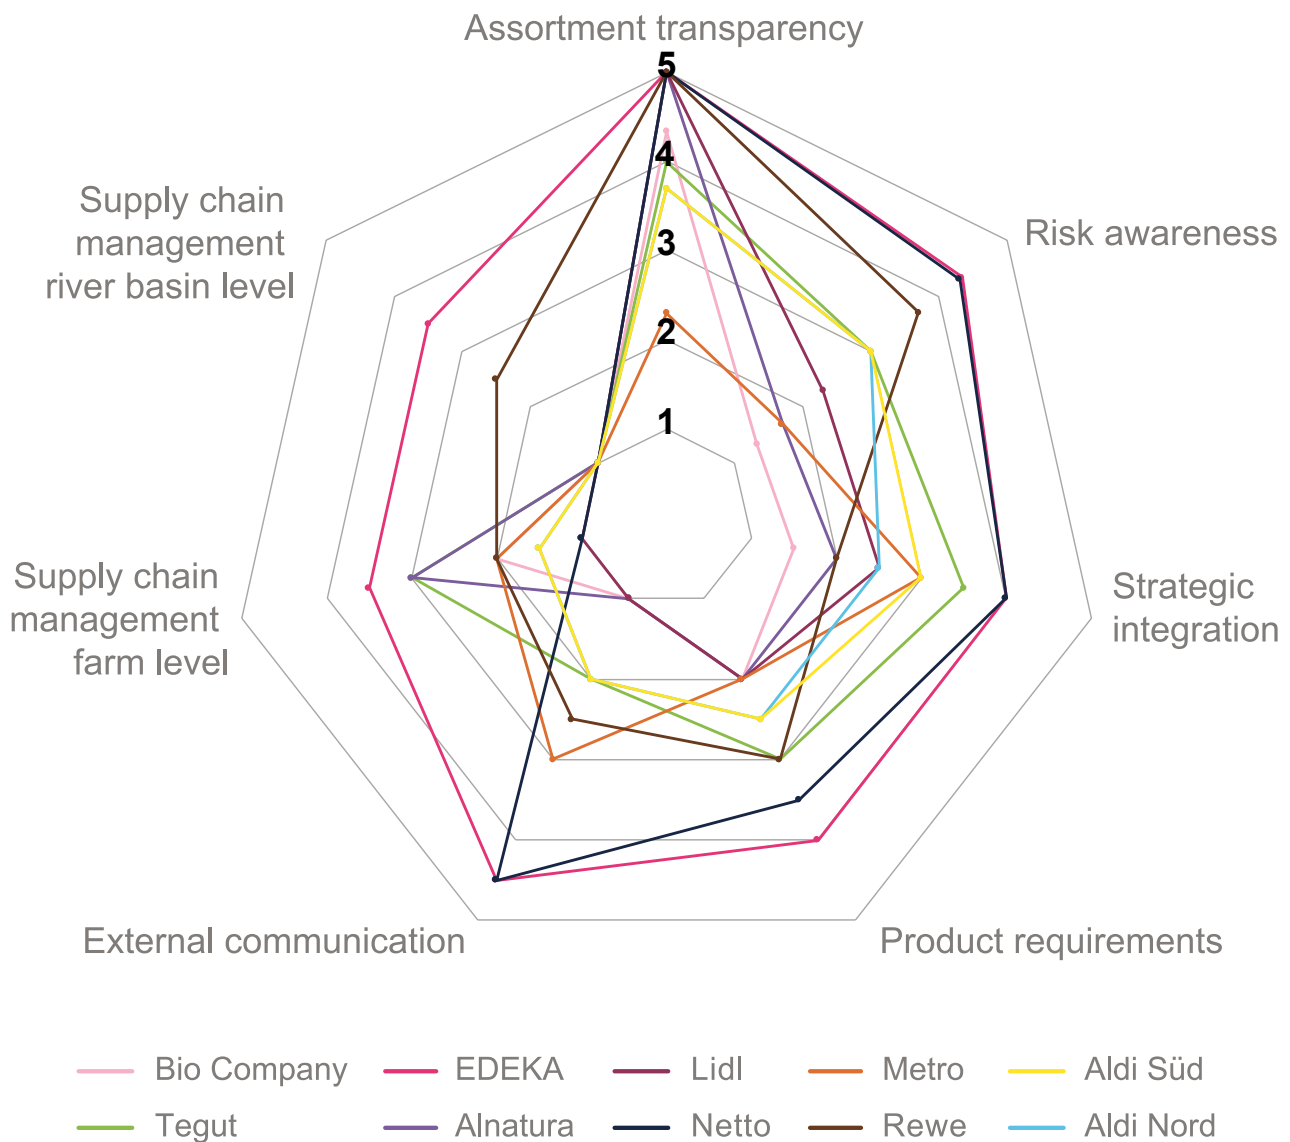 Assortment transparency
5
4
3
2
1
Supply chain
management
river basin level
Risk awareness
Supply chain
management
farm level
Strategic
integration
External communication
Product requirements
Bio Company
EDEKA
Lidl
Metro
Aldi Süd
Tegut
Alnatura
Netto
Rewe
Aldi Nord